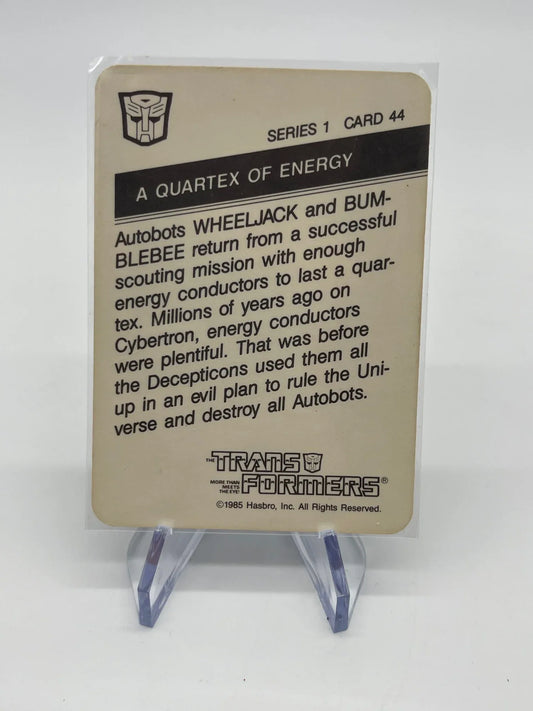 SERIES 1 CARD 44
A QUARTEX OF ENERGY
Autobots WHEELJACK and BUM-
BLEBEE return from a successful
scouting mission with enough
energy conductors to last a quar-
tex. Millions of years ago on
Cybertron, energy conductors
were plentiful. That was before
the Decepticons used them all
up in an evil plan to rule the Uni-
verse and destroy all Autobots.
THE TRANSFORMERS®
MORE THAN
MEETS
THE EYE!
©1985 Hasbro, Inc. All Rights Reserved.